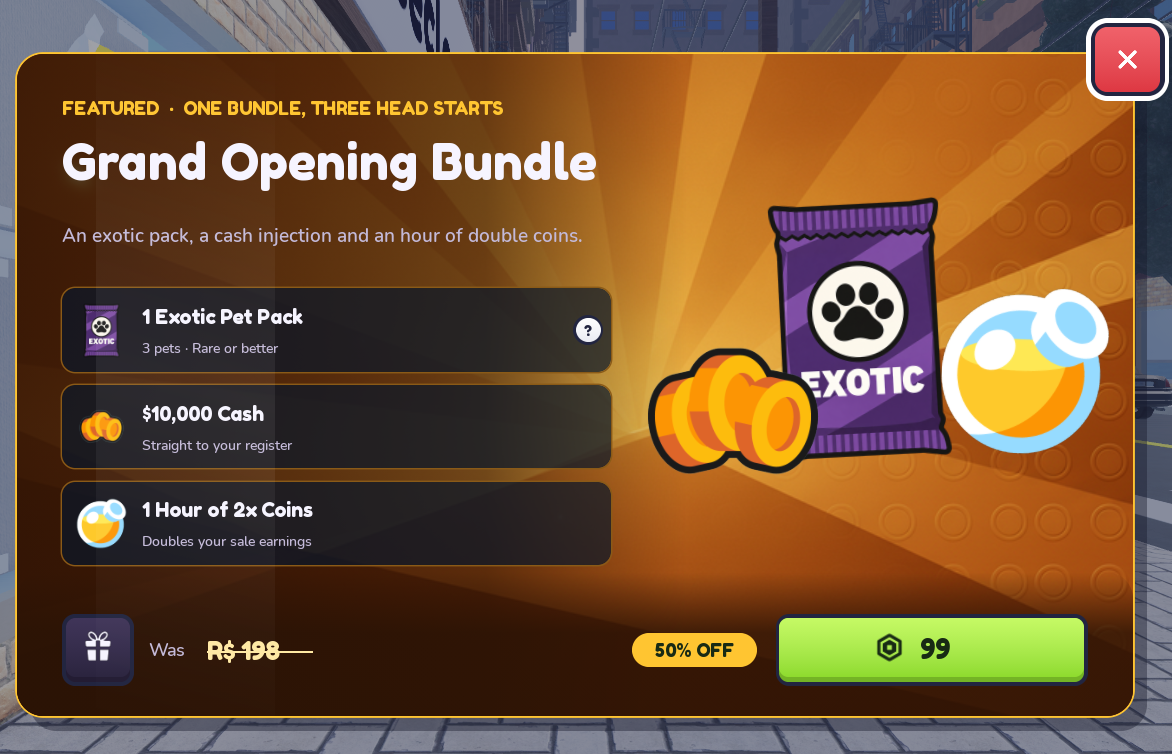 FEATURED · ONE BUNDLE, THREE HEAD STARTS
Grand Opening Bundle
An exotic pack, a cash injection and an hour of double coins.
EXOTIC
1 Exotic Pet Pack
?
3 pets · Rare or better
$10,000 Cash
Straight to your register
1 Hour of 2x Coins
Doubles your sale earnings
EXOTIC
Was R$ 198
50% OFF
99